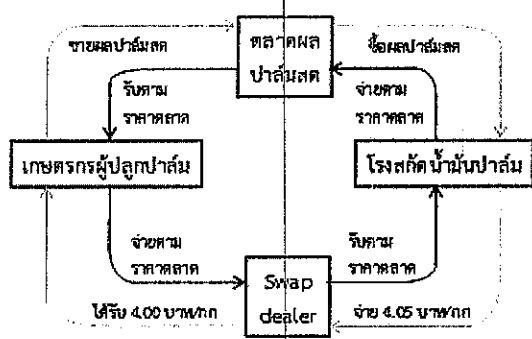 ขายผลปาล์มสด
ตลาดผล
ปาล์มสด
ซื้อผลปาล์มสด
รับตาม
ราคาตลาด
จ่ายตาม
ราคาตลาด
เกษตรกรผู้ปลูกปาล์ม
โรงสกัดน้ำมันปาล์ม
จ่ายตาม
ราคาตลาด
รับตาม
ราคาตลาด
Swap
dealer
ได้รับ 4.00 บาท/กก
จ่าย 4.05 บาท/กก